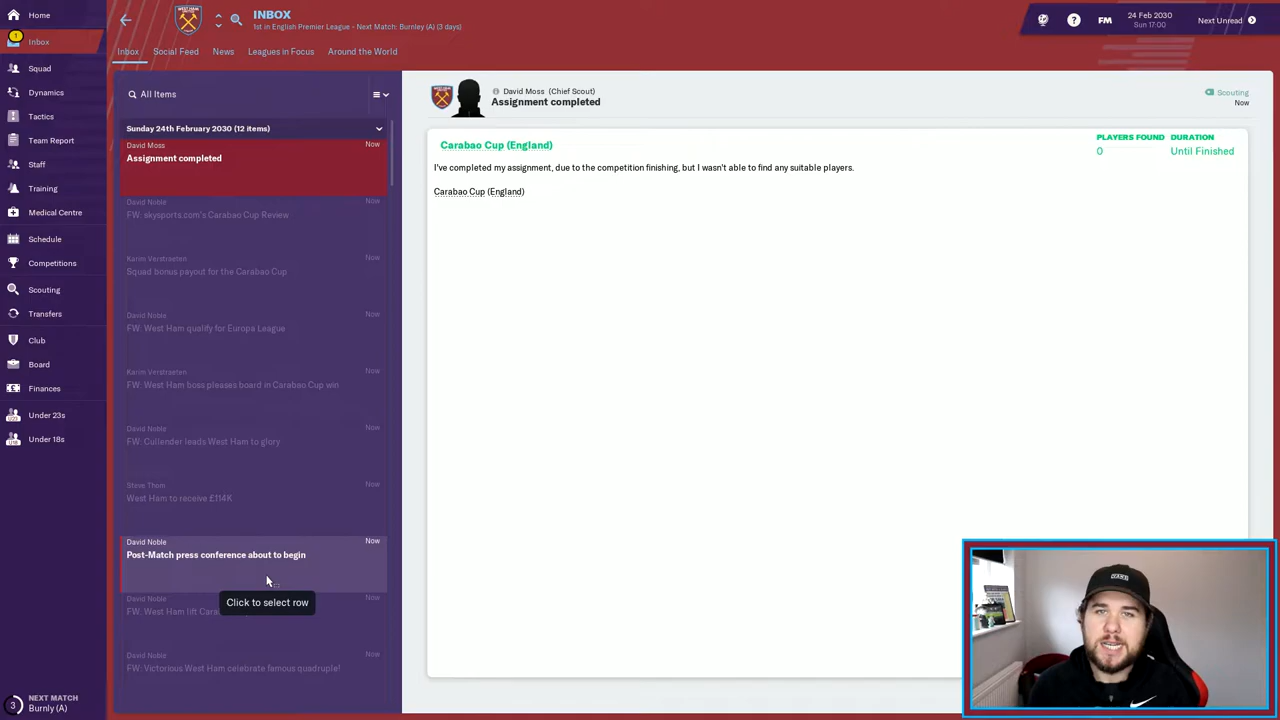 Home
1
Inbox
Squad
Dynamics
Tactics
Team Report
Staff
Training
Medical Centre
Schedule
Competitions
Scouting
Transfers
Club
Board
Finances
Under 23s
Under 18s
3
NEXT MATCH
Burnly (A)
INBOX
1st in English Premier League - Next Match: Burnley (A) (3 days)
?
FM
24 Feb 2030
Sun 17:00
Next Unread
Inbox
Social Feed
News
Leagues in Focus
Around the World
All Items
Sunday 24th February 2030 (12 items)
David Moss
Now
Assignment completed
David Noble
Now
FW: skysports.com's Carabao Cup Review
Karim Verstraeten
Now
Squad bonus payout for the Carabao Cup
David Noble
Now
FW: West Ham qualify for Europa League
Karim Verstraeten
Now
FW: West Ham boss pleases board in Carabao Cup win
David Noble
Now
FW: Cullender leads West Ham to glory
Steve Thom
Now
West Ham to receive £114K
David Noble
Now
Post-Match press conference about to begin
Click to select row
David Noble
Now
FW: West Ham lift Cara
David Noble
Now
FW: Victorious West Ham celebrate famous quadruple!
David Moss (Chief Scout)
Assignment completed
Scouting
Now
Carabao Cup (England)
PLAYERS FOUND
DURATION
0
Until Finished
I've completed my assignment, due to the competition finishing, but I wasn't able to find any suitable players.
Carabao Cup (England)